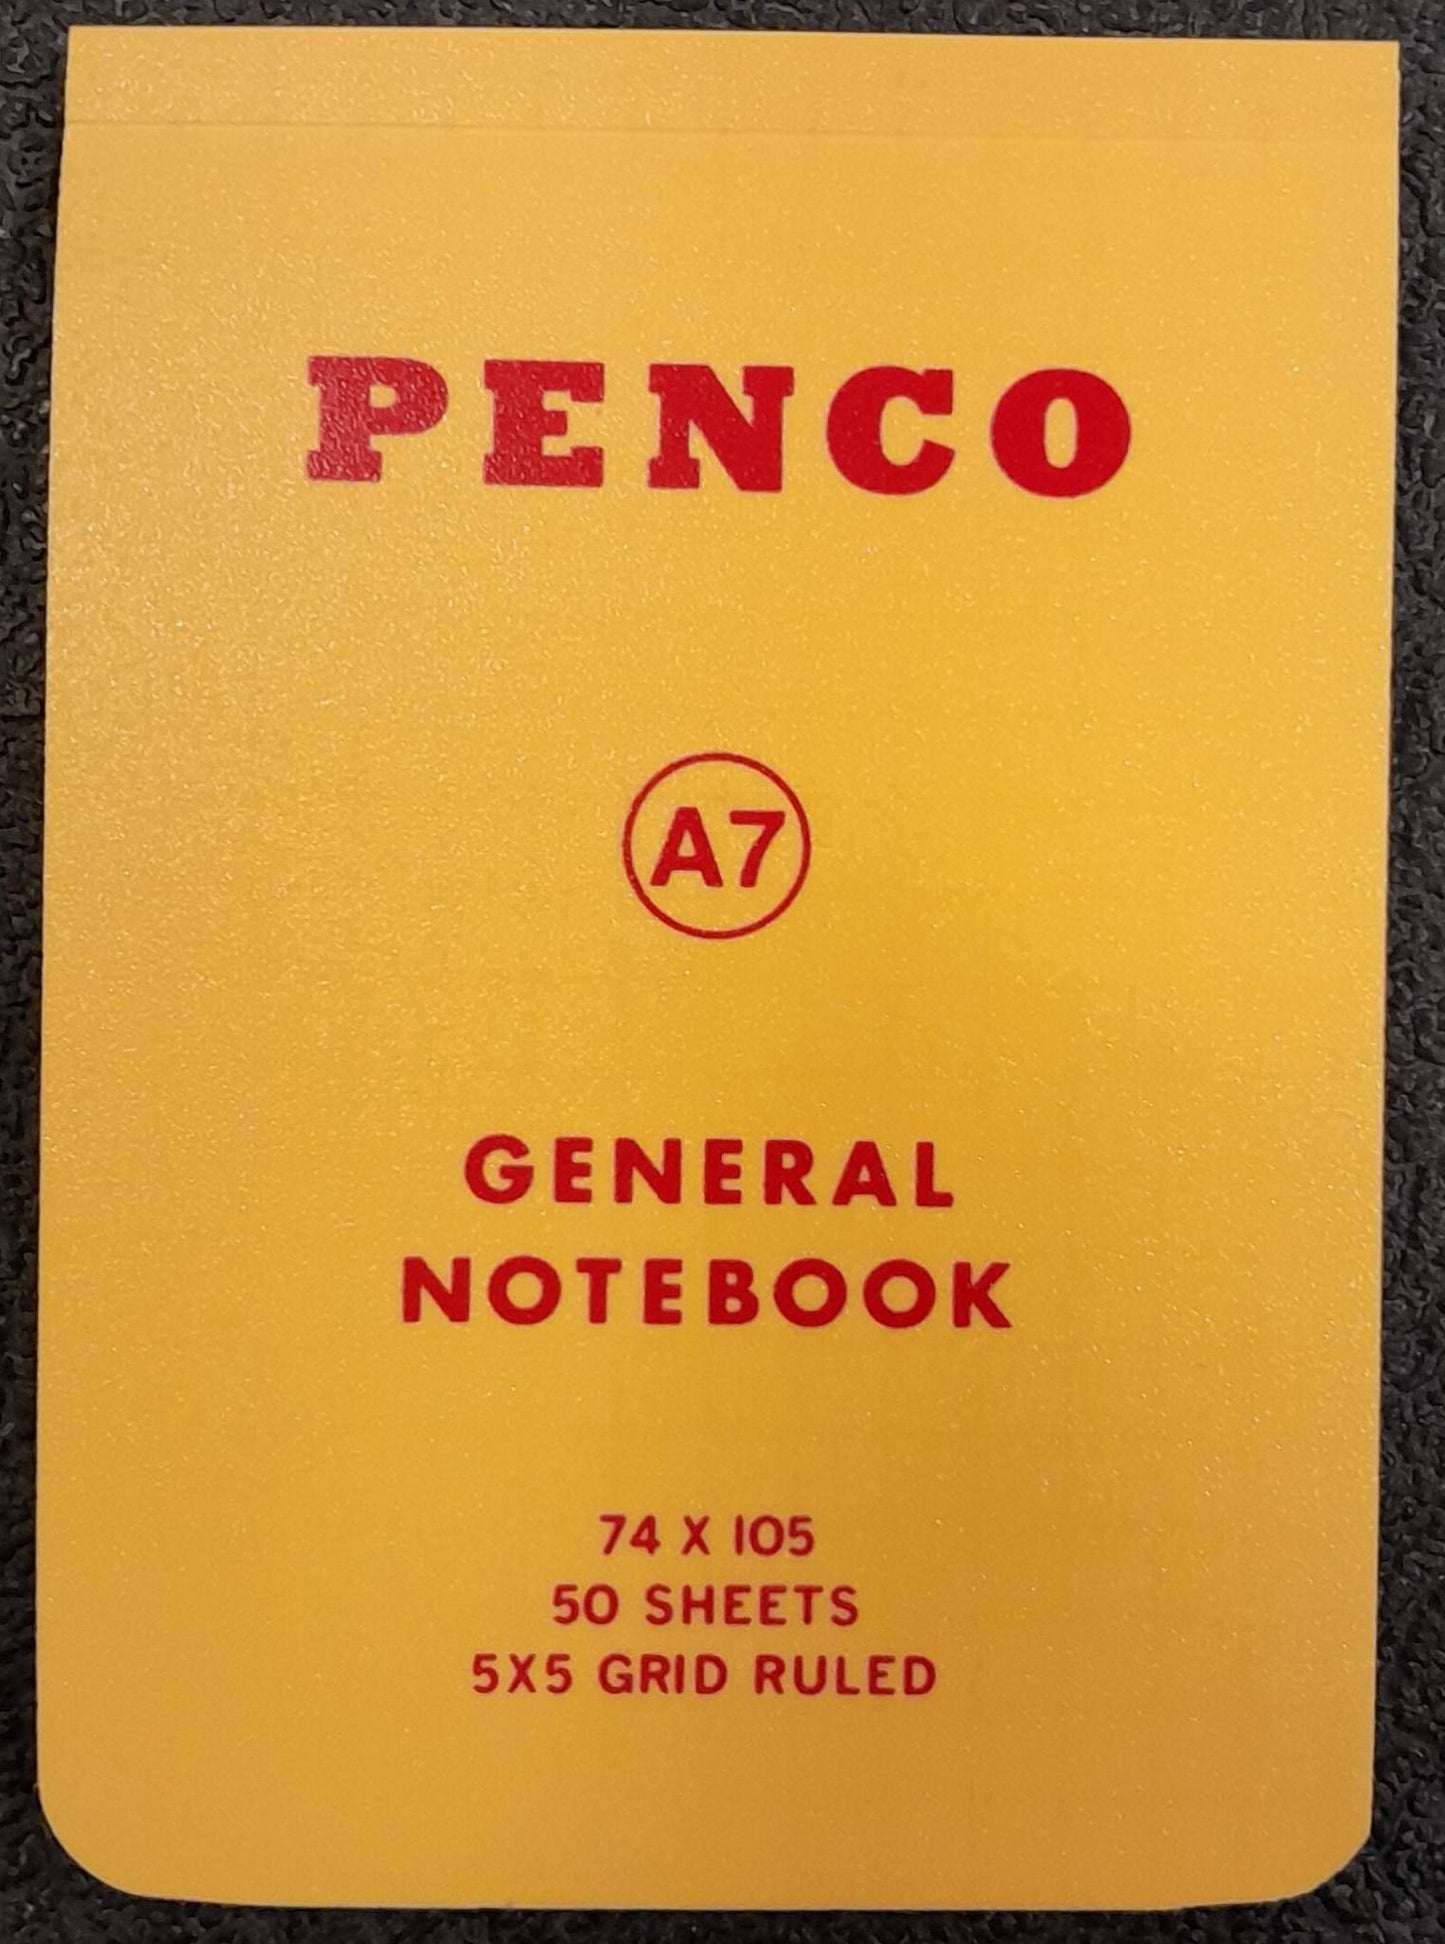 PENCO
A7
GENERAL
NOTEBOOK
74 X 105
50 SHEETS
5X5 GRID RULED